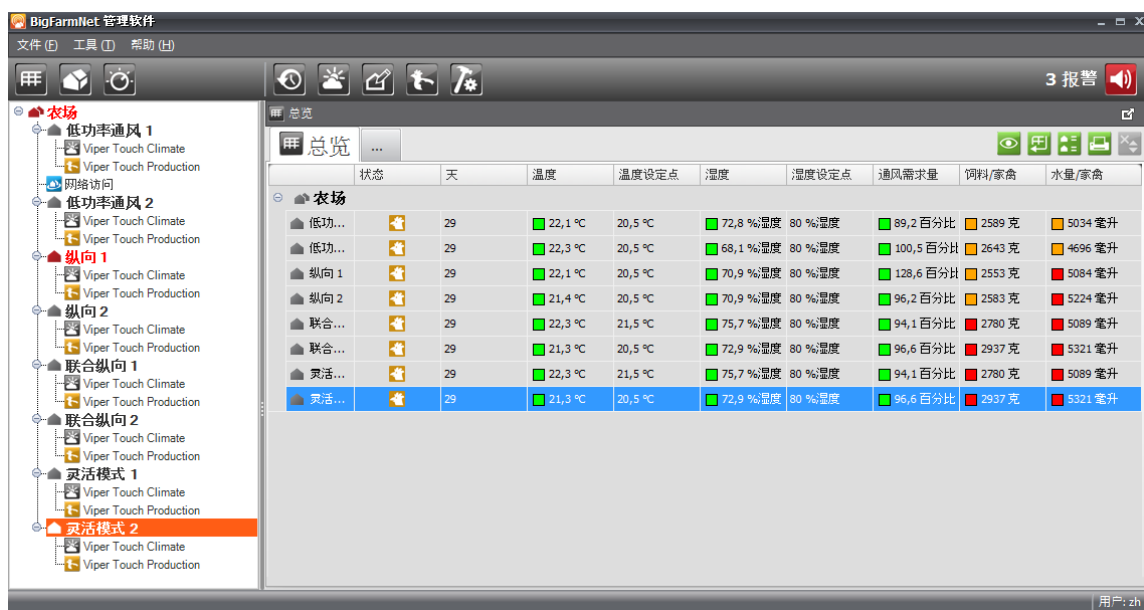 BigFarmNet 管理软件
文件(F) 工具(T) 帮助(H)
3 报警
农场
低功率通风 1
Viper Touch Climate
Viper Touch Production
网络访问
低功率通风 2
Viper Touch Climate
Viper Touch Production
纵向 1
Viper Touch Climate
Viper Touch Production
纵向 2
Viper Touch Climate
Viper Touch Production
联合纵向 1
Viper Touch Climate
Viper Touch Production
联合纵向 2
Viper Touch Climate
Viper Touch Production
灵活模式 1
Viper Touch Climate
Viper Touch Production
灵活模式 2
Viper Touch Climate
Viper Touch Production
总览
总览 ...
状态 天 温度 温度设定点 湿度 湿度设定点 通风需求量 饲料/家禽 水量/家禽
农场
低功... 29 22,1 °C 20,5 °C 72,8 %湿度 80 %湿度 89,2 百分比 2589 克 5034 毫升
低功... 29 22,3 °C 20,5 °C 68,1 %湿度 80 %湿度 100,5 百分比 2643 克 4696 毫升
纵向 1 29 22,1 °C 20,5 °C 70,9 %湿度 80 %湿度 128,6 百分比 2553 克 5084 毫升
纵向 2 29 21,4 °C 20,5 °C 70,9 %湿度 80 %湿度 96,2 百分比 2583 克 5224 毫升
联合... 29 22,3 °C 21,5 °C 75,7 %湿度 80 %湿度 94,1 百分比 2780 克 5089 毫升
联合... 29 21,3 °C 20,5 °C 72,9 %湿度 80 %湿度 96,6 百分比 2937 克 5321 毫升
灵活... 29 22,3 °C 21,5 °C 75,7 %湿度 80 %湿度 94,1 百分比 2780 克 5089 毫升
灵活... 29 21,3 °C 20,5 °C 72,9 %湿度 80 %湿度 96,6 百分比 2937 克 5321 毫升
用户: zh